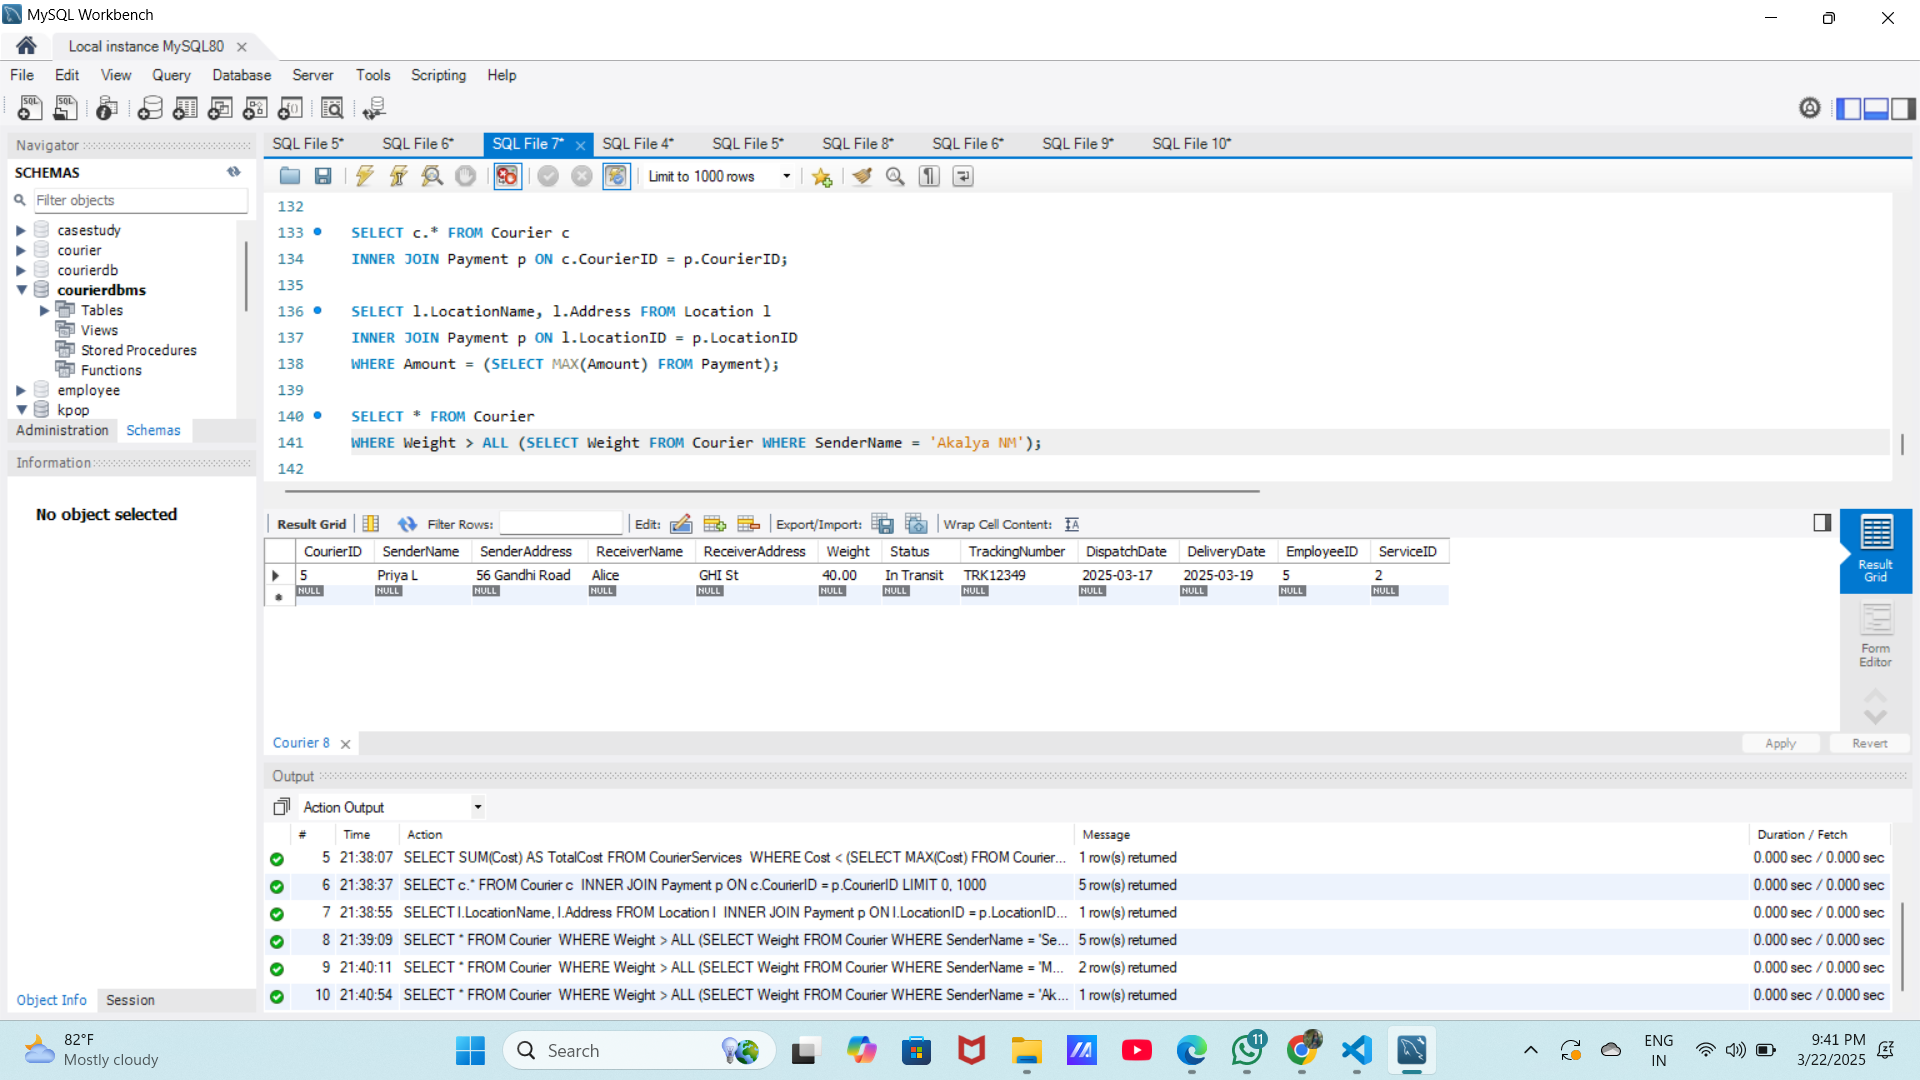 MySQL Workbench
Local instance MySQL80
File Edit View Query Database Server Tools Scripting Help
Navigator
SCHEMAS
Filter objects
casestudy
courier
courierdb
courierdbms
Tables
Views
Stored Procedures
Functions
employee
kpop
Administration Schemas
Information
No object selected
Object Info Session
SQL File 5* SQL File 6* SQL File 7* SQL File 4* SQL File 5* SQL File 8* SQL File 6* SQL File 9* SQL File 10*
Limit to 1000 rows
132
133 SELECT c.* FROM Courier c
134 INNER JOIN Payment p ON c.CourierID = p.CourierID;
135
136 SELECT l.LocationName, l.Address FROM Location l
137 INNER JOIN Payment p ON l.LocationID = p.LocationID
138 WHERE Amount = (SELECT MAX(Amount) FROM Payment);
139
140 SELECT * FROM Courier
141 WHERE Weight > ALL (SELECT Weight FROM Courier WHERE SenderName = 'Akalya NM');
142
Result Grid Filter Rows: Edit: Export/Import: Wrap Cell Content:
CourierID SenderName SenderAddress ReceiverName ReceiverAddress Weight Status TrackingNumber DispatchDate DeliveryDate EmployeeID ServiceID
5 Priya L 56 Gandhi Road Alice GHI St 40.00 In Transit TRK12349 2025-03-17 2025-03-19 5 2
NULL NULL NULL NULL NULL NULL NULL NULL NULL NULL NULL NULL
Result Grid
Form Editor
Courier 8
Apply Revert
Output
Action Output
# Time Action Message Duration / Fetch
5 21:38:07 SELECT SUM(Cost) AS TotalCost FROM CourierServices WHERE Cost < (SELECT MAX(Cost) FROM Courier... 1 row(s) returned 0.000 sec / 0.000 sec
6 21:38:37 SELECT c.* FROM Courier c INNER JOIN Payment p ON c.CourierID = p.CourierID LIMIT 0, 1000 5 row(s) returned 0.000 sec / 0.000 sec
7 21:38:55 SELECT l.LocationName, l.Address FROM Location l INNER JOIN Payment p ON l.LocationID = p.LocationID... 1 row(s) returned 0.000 sec / 0.000 sec
8 21:39:09 SELECT * FROM Courier WHERE Weight > ALL (SELECT Weight FROM Courier WHERE SenderName = 'Se... 5 row(s) returned 0.000 sec / 0.000 sec
9 21:40:11 SELECT * FROM Courier WHERE Weight > ALL (SELECT Weight FROM Courier WHERE SenderName = 'M... 2 row(s) returned 0.000 sec / 0.000 sec
10 21:40:54 SELECT * FROM Courier WHERE Weight > ALL (SELECT Weight FROM Courier WHERE SenderName = 'Ak... 1 row(s) returned 0.000 sec / 0.000 sec
82°F
Mostly cloudy
Search
11
ENG
IN
9:41 PM
3/22/2025